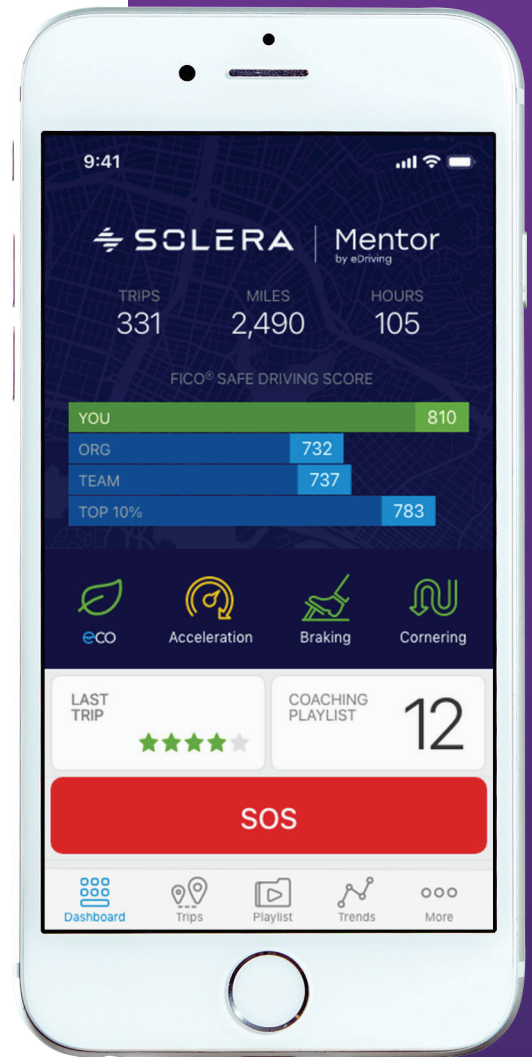 9:41
SOLERA | Mentor
by eDriving
TRIPS MILES HOURS
331 2,490 105
FICO® SAFE DRIVING SCORE
YOU 810
ORG 732
TEAM 737
TOP 10% 783
eco Acceleration Braking Cornering
LAST
TRIP
COACHING
PLAYLIST
12
SOS
Dashboard Trips Playlist Trends More